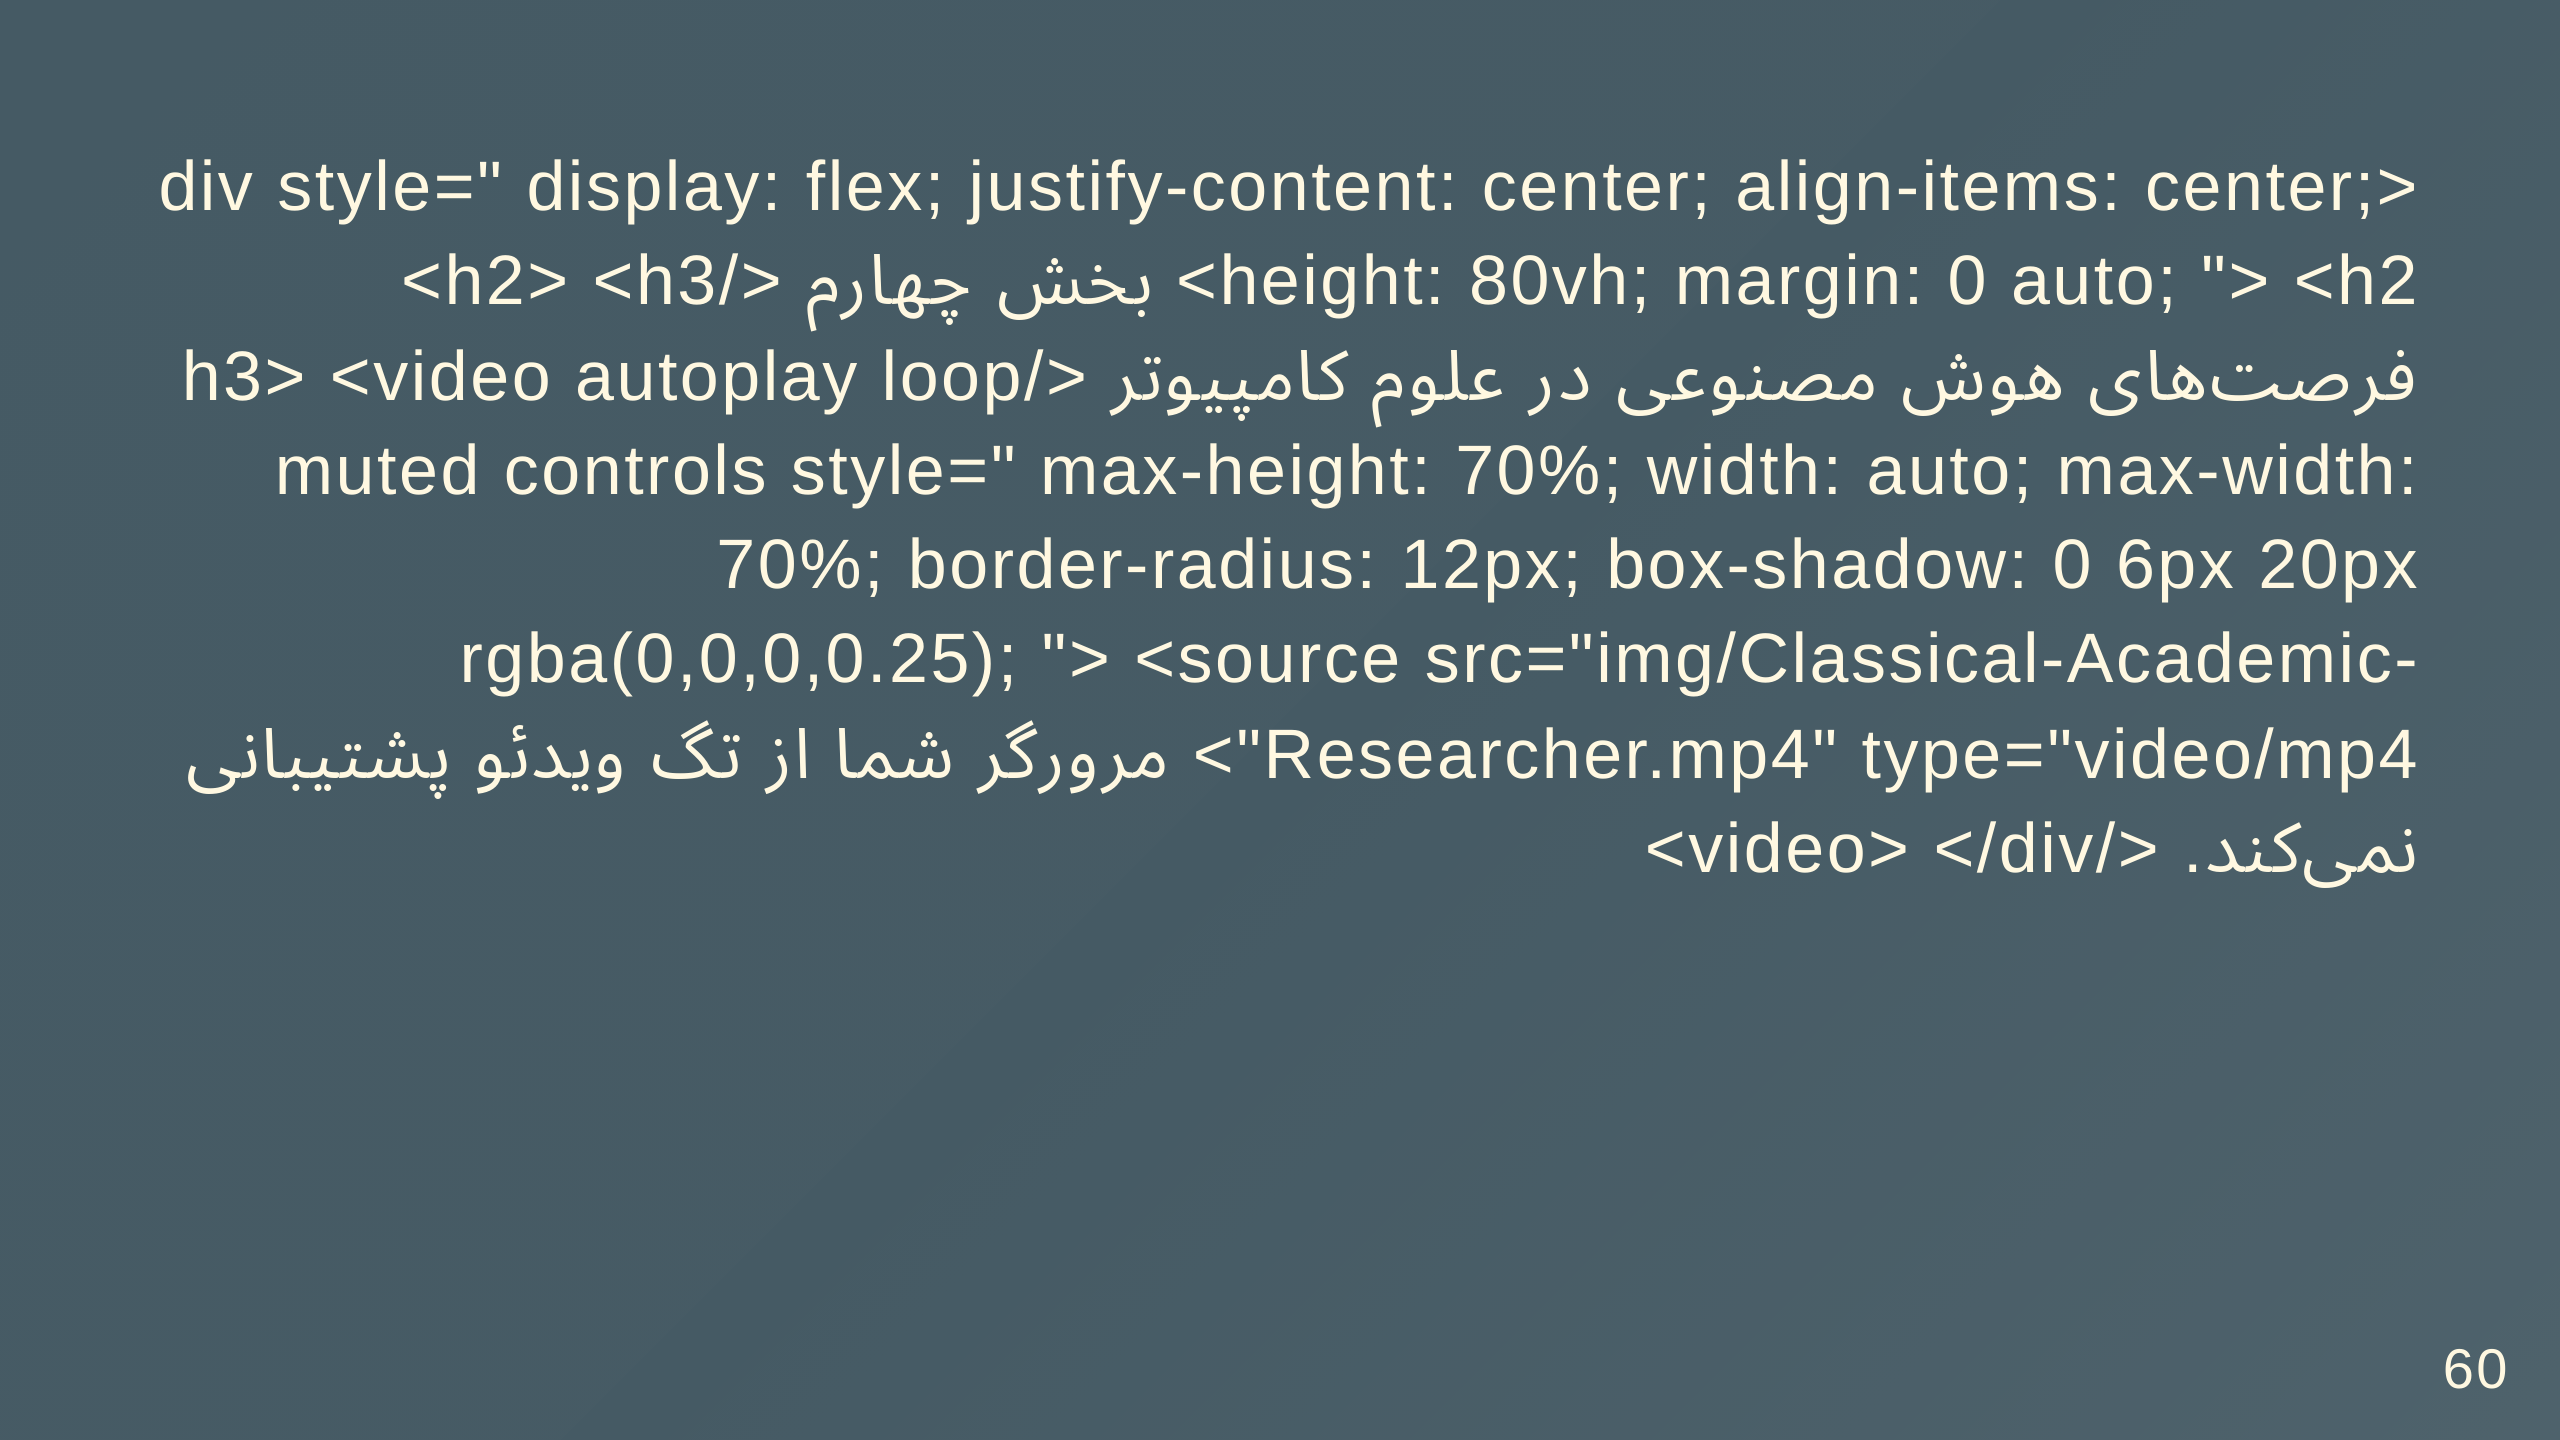 <div style=" display: flex; justify-content: center; align-items: center;
height: 80vh; margin: 0 auto; "> <h2> بخش چهارم </h2> <h3>
فرصت‌های هوش مصنوعی در علوم کامپیوتر </h3> <video autoplay loop
muted controls style=" max-height: 70%; width: auto; max-width:
70%; border-radius: 12px; box-shadow: 0 6px 20px
rgba(0,0,0,0.25); "> <source src="img/Classical-Academic-
Researcher.mp4" type="video/mp4"> مرورگر شما از تگ ویدئو پشتیبانی
نمی‌کند. </video> </div>
60